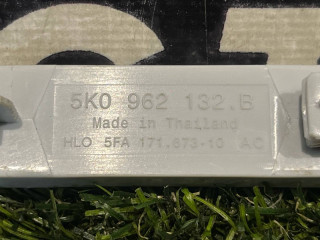 5K0 962 132.B
Made in Thailand
HLO 5FA 171.673-10 AC